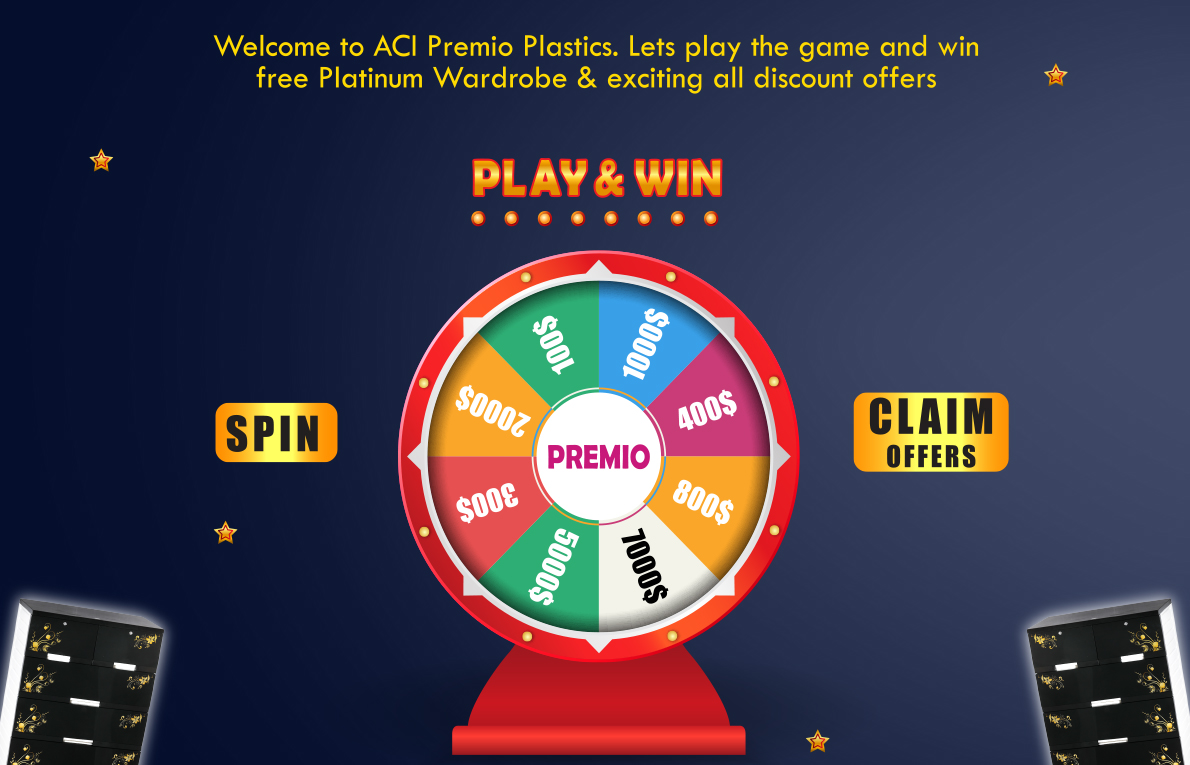 Welcome to ACI Premio Plastics. Lets play the game and win
free Platinum Wardrobe & exciting all discount offers
PLAY & WIN
100$
1000$
2000$
400$
SPIN
PREMIO
CLAIM
OFFERS
300$
800$
5000$
7000$